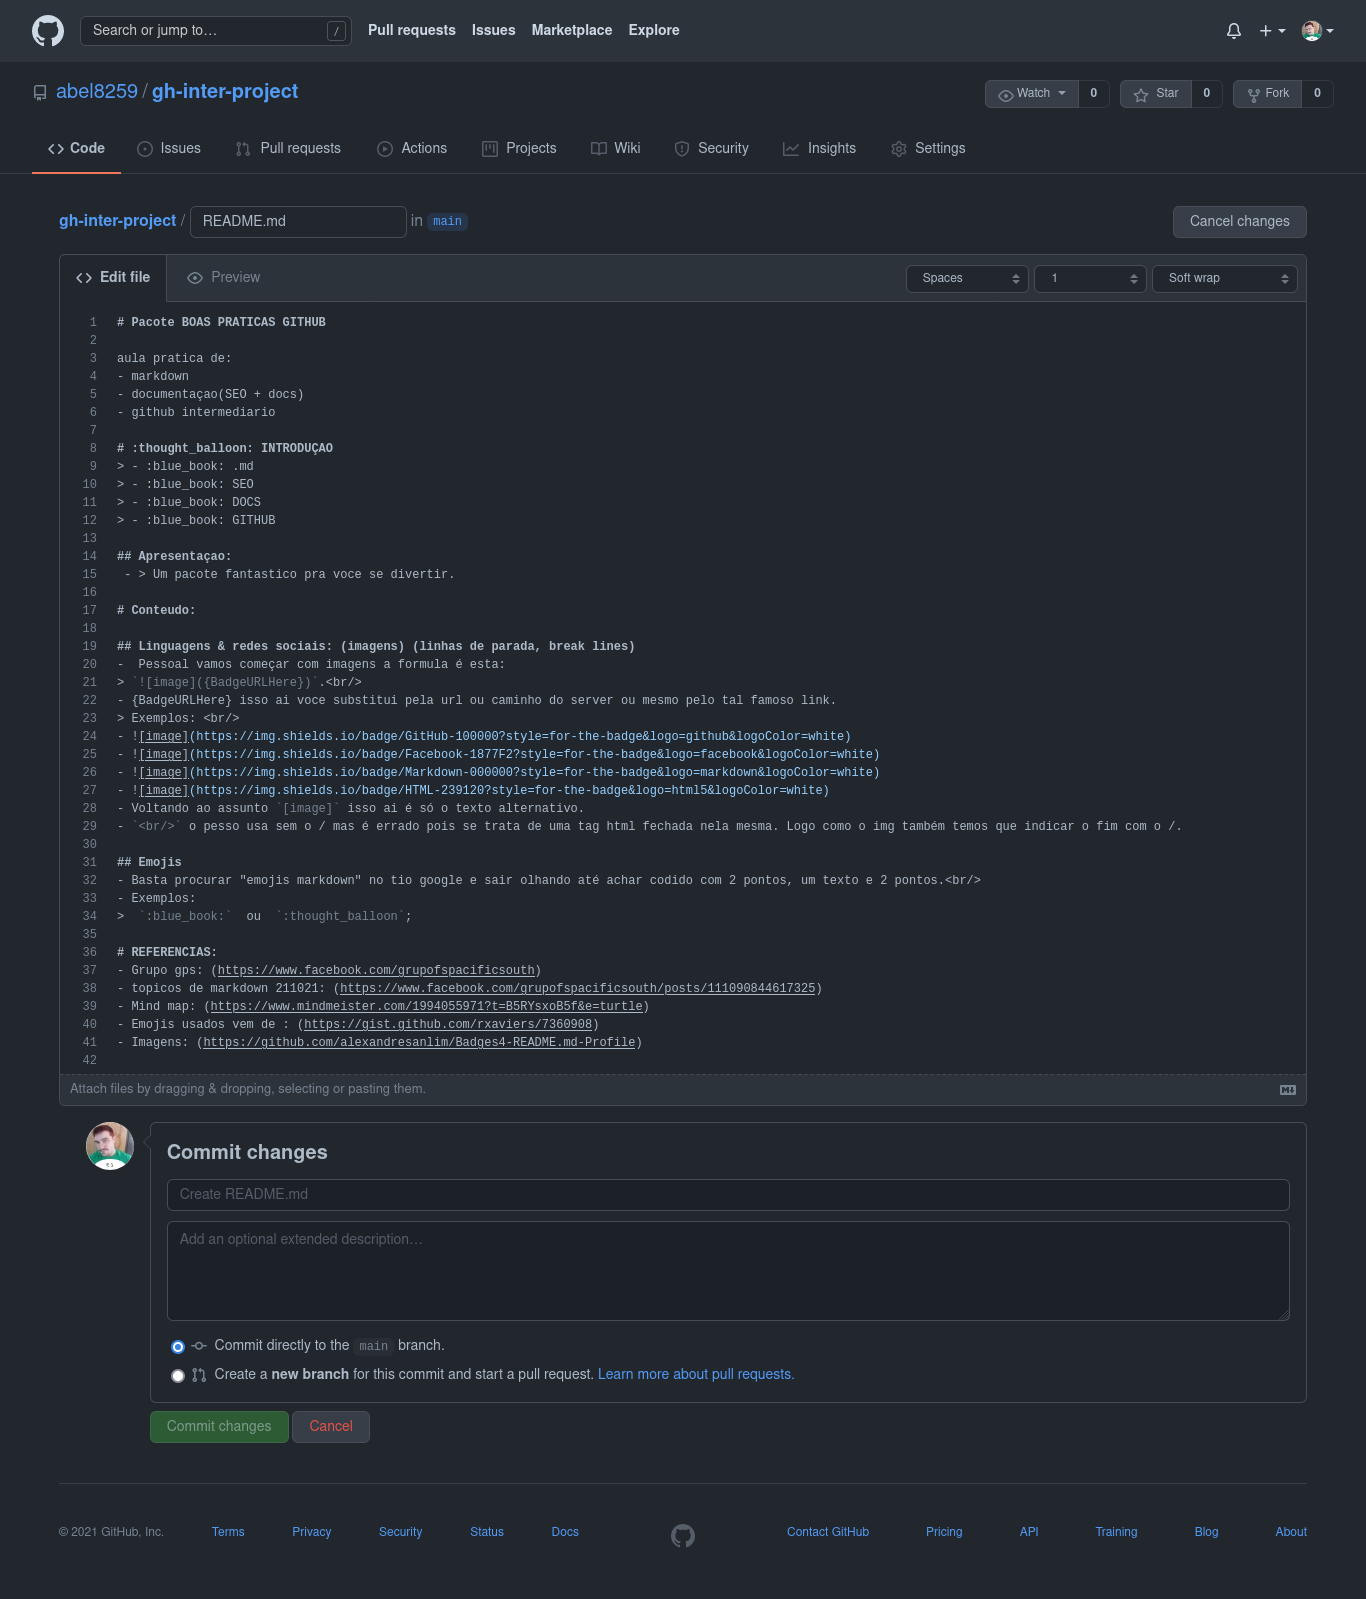 Search or jump to… /
Pull requests Issues Marketplace Explore
abel8259 / gh-inter-project
Watch 0 Star 0 Fork 0
Code Issues Pull requests Actions Projects Wiki Security Insights Settings
gh-inter-project / README.md in main Cancel changes
Edit file Preview Spaces 1 Soft wrap
1 # Pacote BOAS PRATICAS GITHUB
2
3 aula pratica de:
4 - markdown
5 - documentaçao(SEO + docs)
6 - github intermediario
7
8 # :thought_balloon: INTRODUÇAO
9 > - :blue_book: .md
10 > - :blue_book: SEO
11 > - :blue_book: DOCS
12 > - :blue_book: GITHUB
13
14 ## Apresentaçao:
15 - > Um pacote fantastico pra voce se divertir.
16
17 # Conteudo:
18
19 ## Linguagens & redes sociais: (imagens) (linhas de parada, break lines)
20 -  Pessoal vamos começar com imagens a formula é esta:
21 > `![image]({BadgeURLHere})`.<br/>
22 - {BadgeURLHere} isso ai voce substitui pela url ou caminho do server ou mesmo pelo tal famoso link.
23 > Exemplos: <br/>
24 - ![image](https://img.shields.io/badge/GitHub-100000?style=for-the-badge&logo=github&logoColor=white)
25 - ![image](https://img.shields.io/badge/Facebook-1877F2?style=for-the-badge&logo=facebook&logoColor=white)
26 - ![image](https://img.shields.io/badge/Markdown-000000?style=for-the-badge&logo=markdown&logoColor=white)
27 - ![image](https://img.shields.io/badge/HTML-239120?style=for-the-badge&logo=html5&logoColor=white)
28 - Voltando ao assunto `[image]` isso ai é só o texto alternativo.
29 - `<br/>` o pesso usa sem o / mas é errado pois se trata de uma tag html fechada nela mesma. Logo como o img também temos que indicar o fim com o /.
30
31 ## Emojis
32 - Basta procurar "emojis markdown" no tio google e sair olhando até achar codido com 2 pontos, um texto e 2 pontos.<br/>
33 - Exemplos:
34 >  `:blue_book:`  ou  `:thought_balloon`;
35
36 # REFERENCIAS:
37 - Grupo gps: (https://www.facebook.com/grupofspacificsouth)
38 - topicos de markdown 211021: (https://www.facebook.com/grupofspacificsouth/posts/111090844617325)
39 - Mind map: (https://www.mindmeister.com/1994055971?t=B5RYsxoB5f&e=turtle)
40 - Emojis usados vem de : (https://gist.github.com/rxaviers/7360908)
41 - Imagens: (https://github.com/alexandresanlim/Badges4-README.md-Profile)
42
Attach files by dragging & dropping, selecting or pasting them.
Commit changes
Create README.md
Add an optional extended description…
Commit directly to the main branch.
Create a new branch for this commit and start a pull request. Learn more about pull requests.
Commit changes Cancel
© 2021 GitHub, Inc. Terms Privacy Security Status Docs Contact GitHub Pricing API Training Blog About